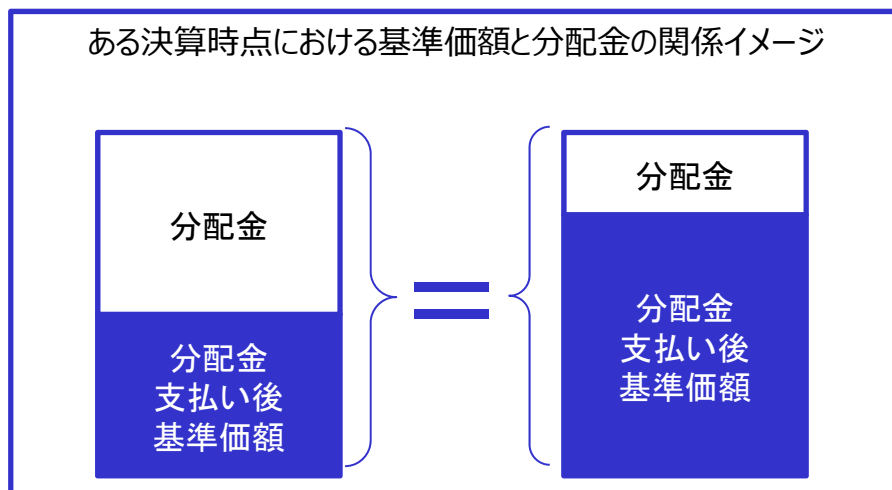 ある決算時点における基準価額と分配金の関係イメージ
分配金
分配金
支払い後
基準価額
分配金
分配金
支払い後
基準価額